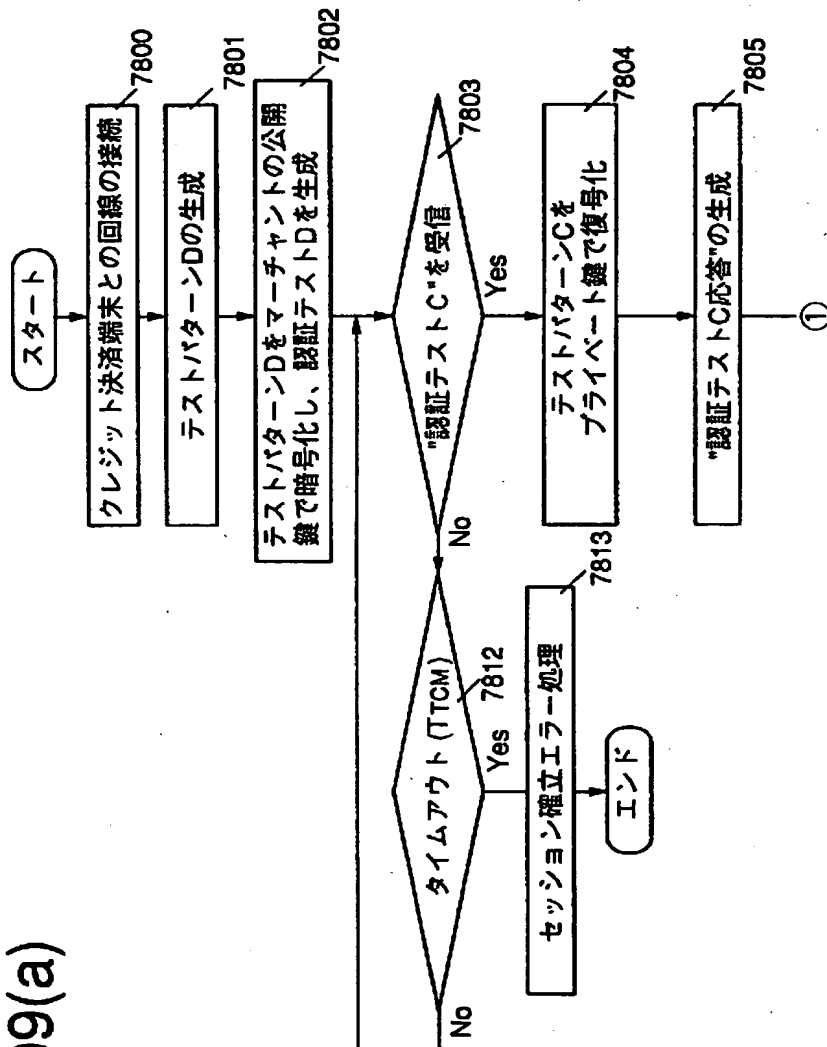 09(a)
スタート
クレジット決済端末との回線の接続
7800
テストパターンDの生成
7801
テストパターンDをマーチャントの公開
鍵で暗号化し、認証テストDを生成
7802
"認証テストC"を受信
7803
Yes
No
テストパターンCを
プライベート鍵で復号化
7804
"認証テストC応答"の生成
7805
①
タイムアウト(TTCM)
7812
Yes
No
セッション確立エラー処理
7813
エンド